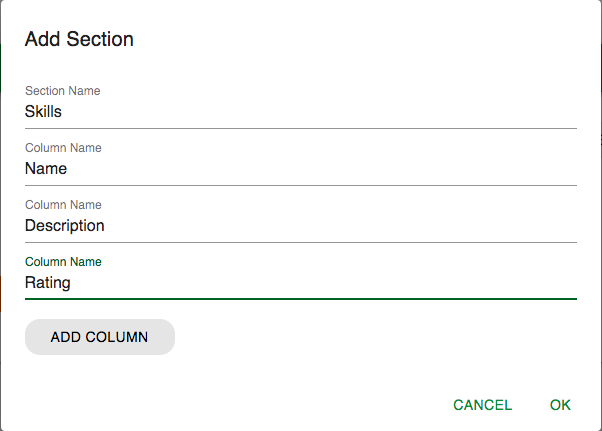 Add Section
Section Name
Skills
Column Name
Name
Column Name
Description
Column Name
Rating
ADD COLUMN
CANCEL OK